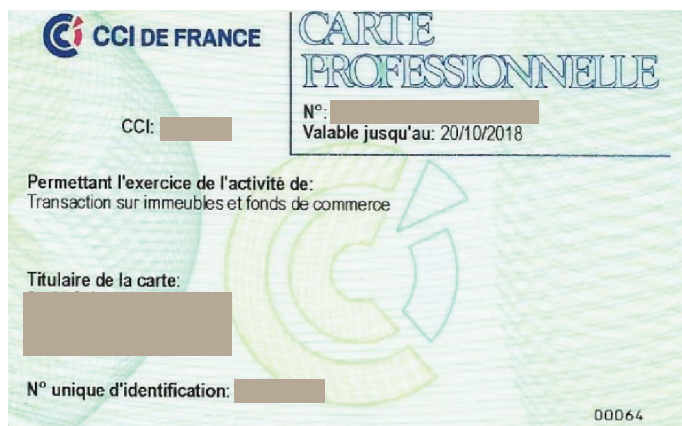 CCI DE FRANCE
CARTE
PROFESSIONNELLE
N°:
CCI:
Valable jusqu'au: 20/10/2018
Permettant l'exercice de l'activité de:
Transaction sur immeubles et fonds de commerce
Titulaire de la carte:
N° unique d'identification:
00064